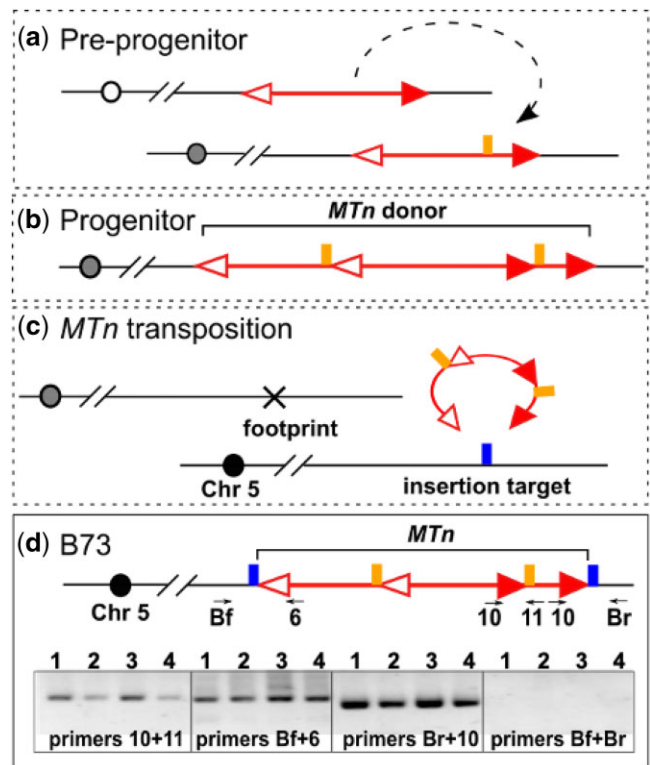 (a) Pre-progenitor
(b) Progenitor
MTn donor
(c) MTn transposition
footprint
Chr 5
insertion target
(d) B73
MTn
Chr 5
Bf 6 10 11 10 Br
1 2 3 4 1 2 3 4 1 2 3 4 1 2 3 4
primers 10+11 primers Bf+6 primers Br+10 primers Bf+Br